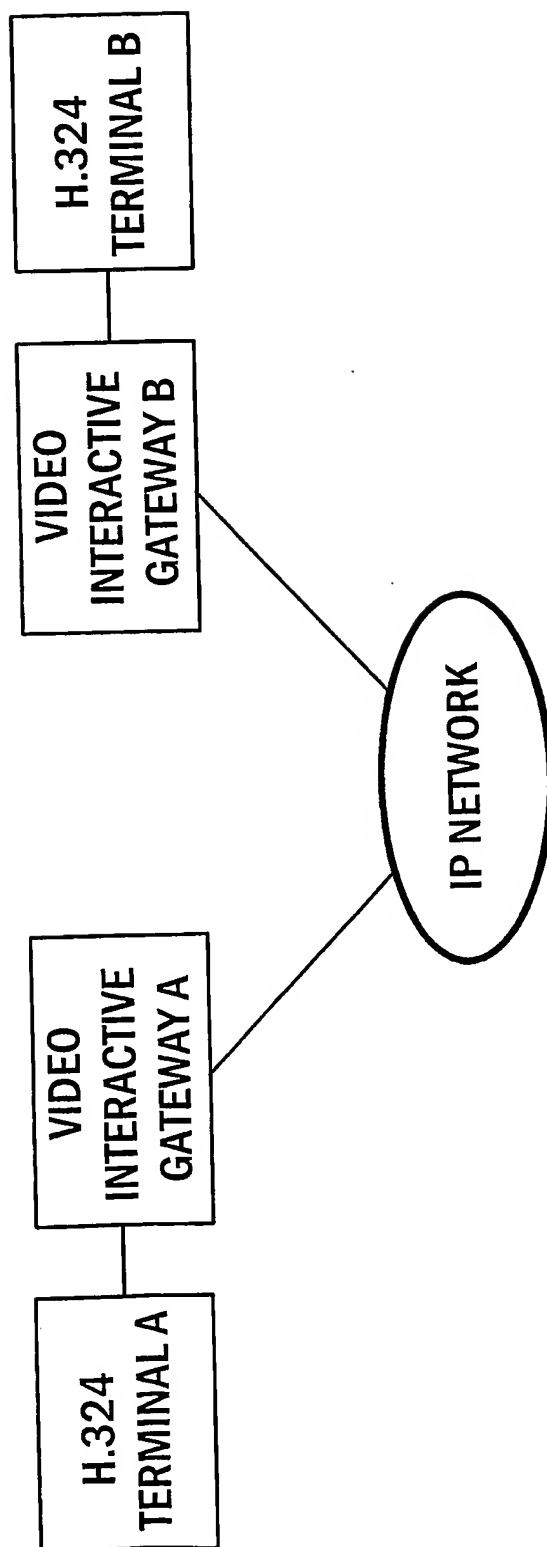 H.324
TERMINAL A
VIDEO
INTERACTIVE
GATEWAY A
IP NETWORK
VIDEO
INTERACTIVE
GATEWAY B
H.324
TERMINAL B